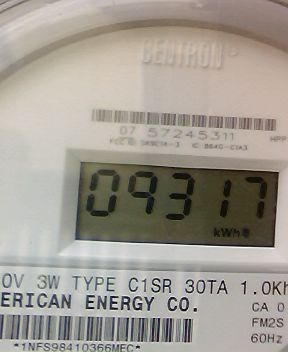 CENTRON®
07 57245311
09317
kWh
0V 3W TYPE C1SR 30TA 1.0Kh
ERICAN ENERGY CO.
CA 0
FM2S
60Hz
*1NFS98410366MEC*